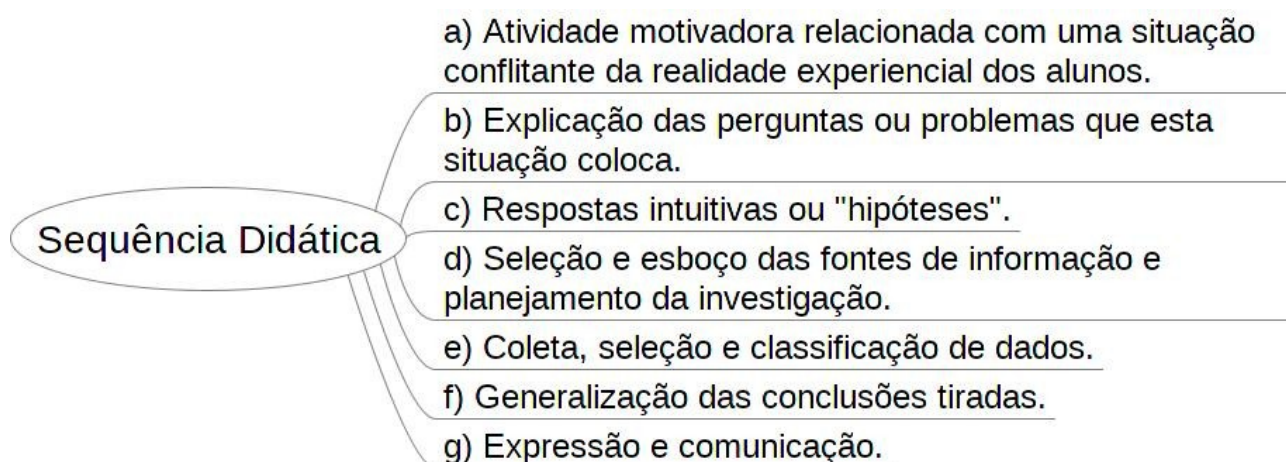 Sequência Didática
a) Atividade motivadora relacionada com uma situação
conflitante da realidade experiencial dos alunos.
b) Explicação das perguntas ou problemas que esta
situação coloca.
c) Respostas intuitivas ou "hipóteses".
d) Seleção e esboço das fontes de informação e
planejamento da investigação.
e) Coleta, seleção e classificação de dados.
f) Generalização das conclusões tiradas.
g) Expressão e comunicação.